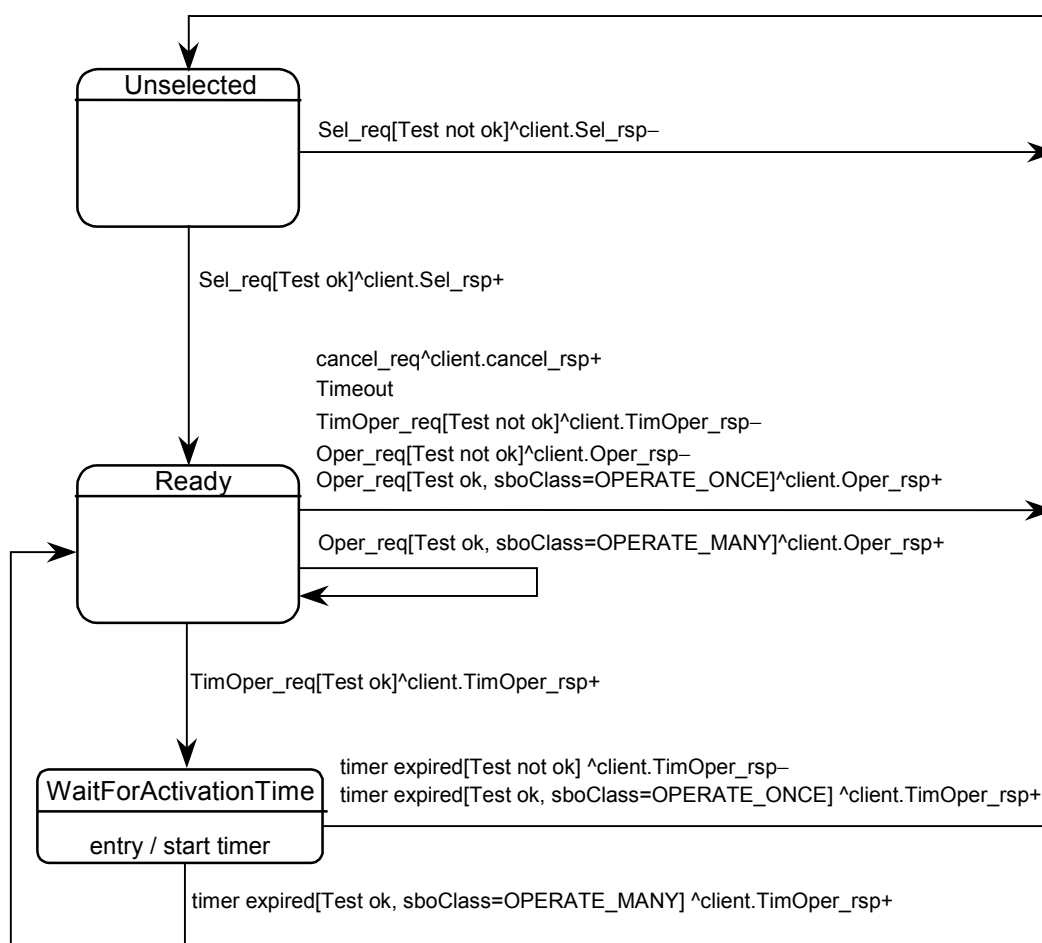 Unselected
Sel_req[Test not ok]^client.Sel_rsp–
Sel_req[Test ok]^client.Sel_rsp+
cancel_req^client.cancel_rsp+
Timeout
TimOper_req[Test not ok]^client.TimOper_rsp–
Oper_req[Test not ok]^client.Oper_rsp–
Ready
Oper_req[Test ok, sboClass=OPERATE_ONCE]^client.Oper_rsp+
Oper_req[Test ok, sboClass=OPERATE_MANY]^client.Oper_rsp+
TimOper_req[Test ok]^client.TimOper_rsp+
WaitForActivationTime
entry / start timer
timer expired[Test not ok] ^client.TimOper_rsp–
timer expired[Test ok, sboClass=OPERATE_ONCE] ^client.TimOper_rsp+
timer expired[Test ok, sboClass=OPERATE_MANY] ^client.TimOper_rsp+